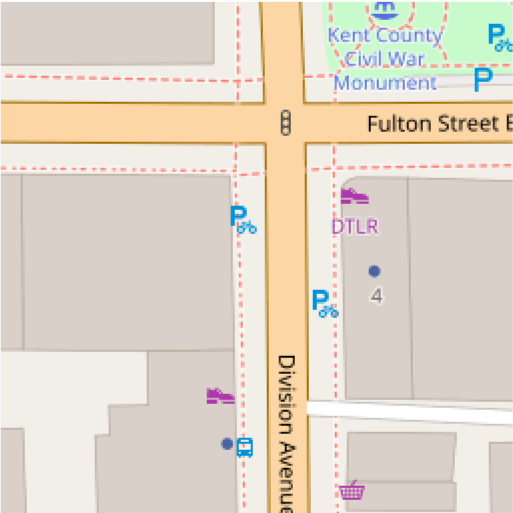 Kent County
Civil War
Monument
P
P
Fulton Street E
P
DTLR
P
4
Division Avenue